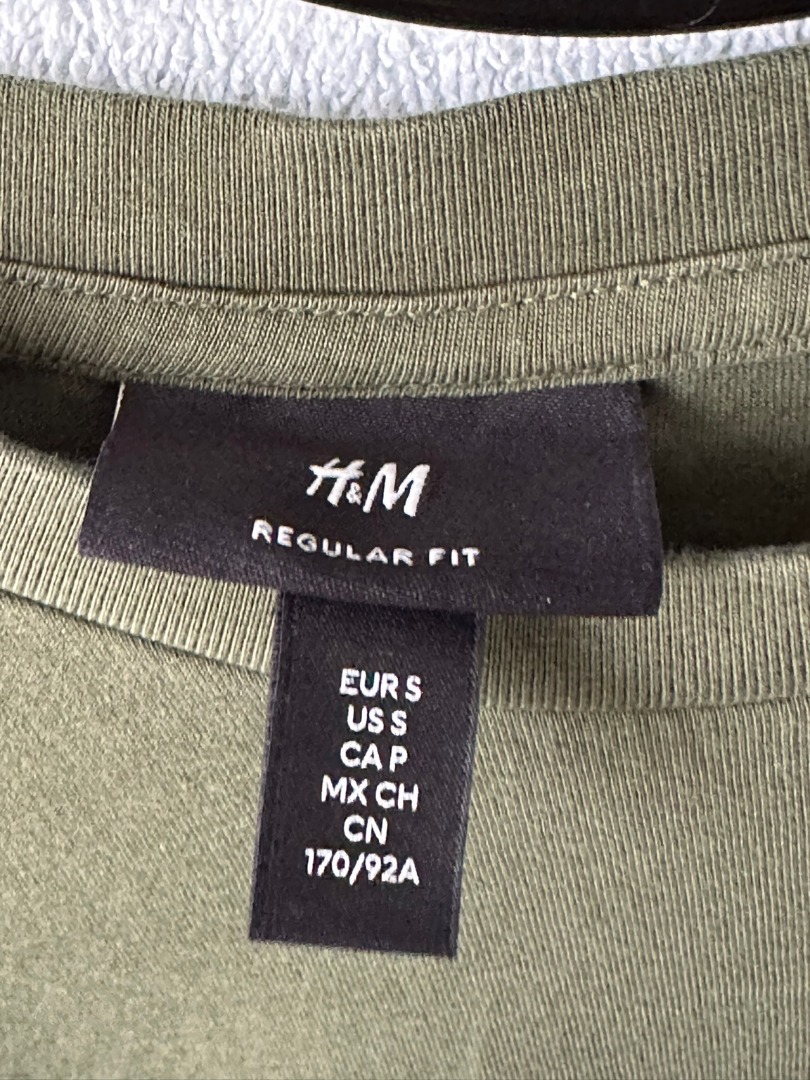 H&M
REGULAR FIT
EUR S
US S
CA P
MX CH
CN
170/92A